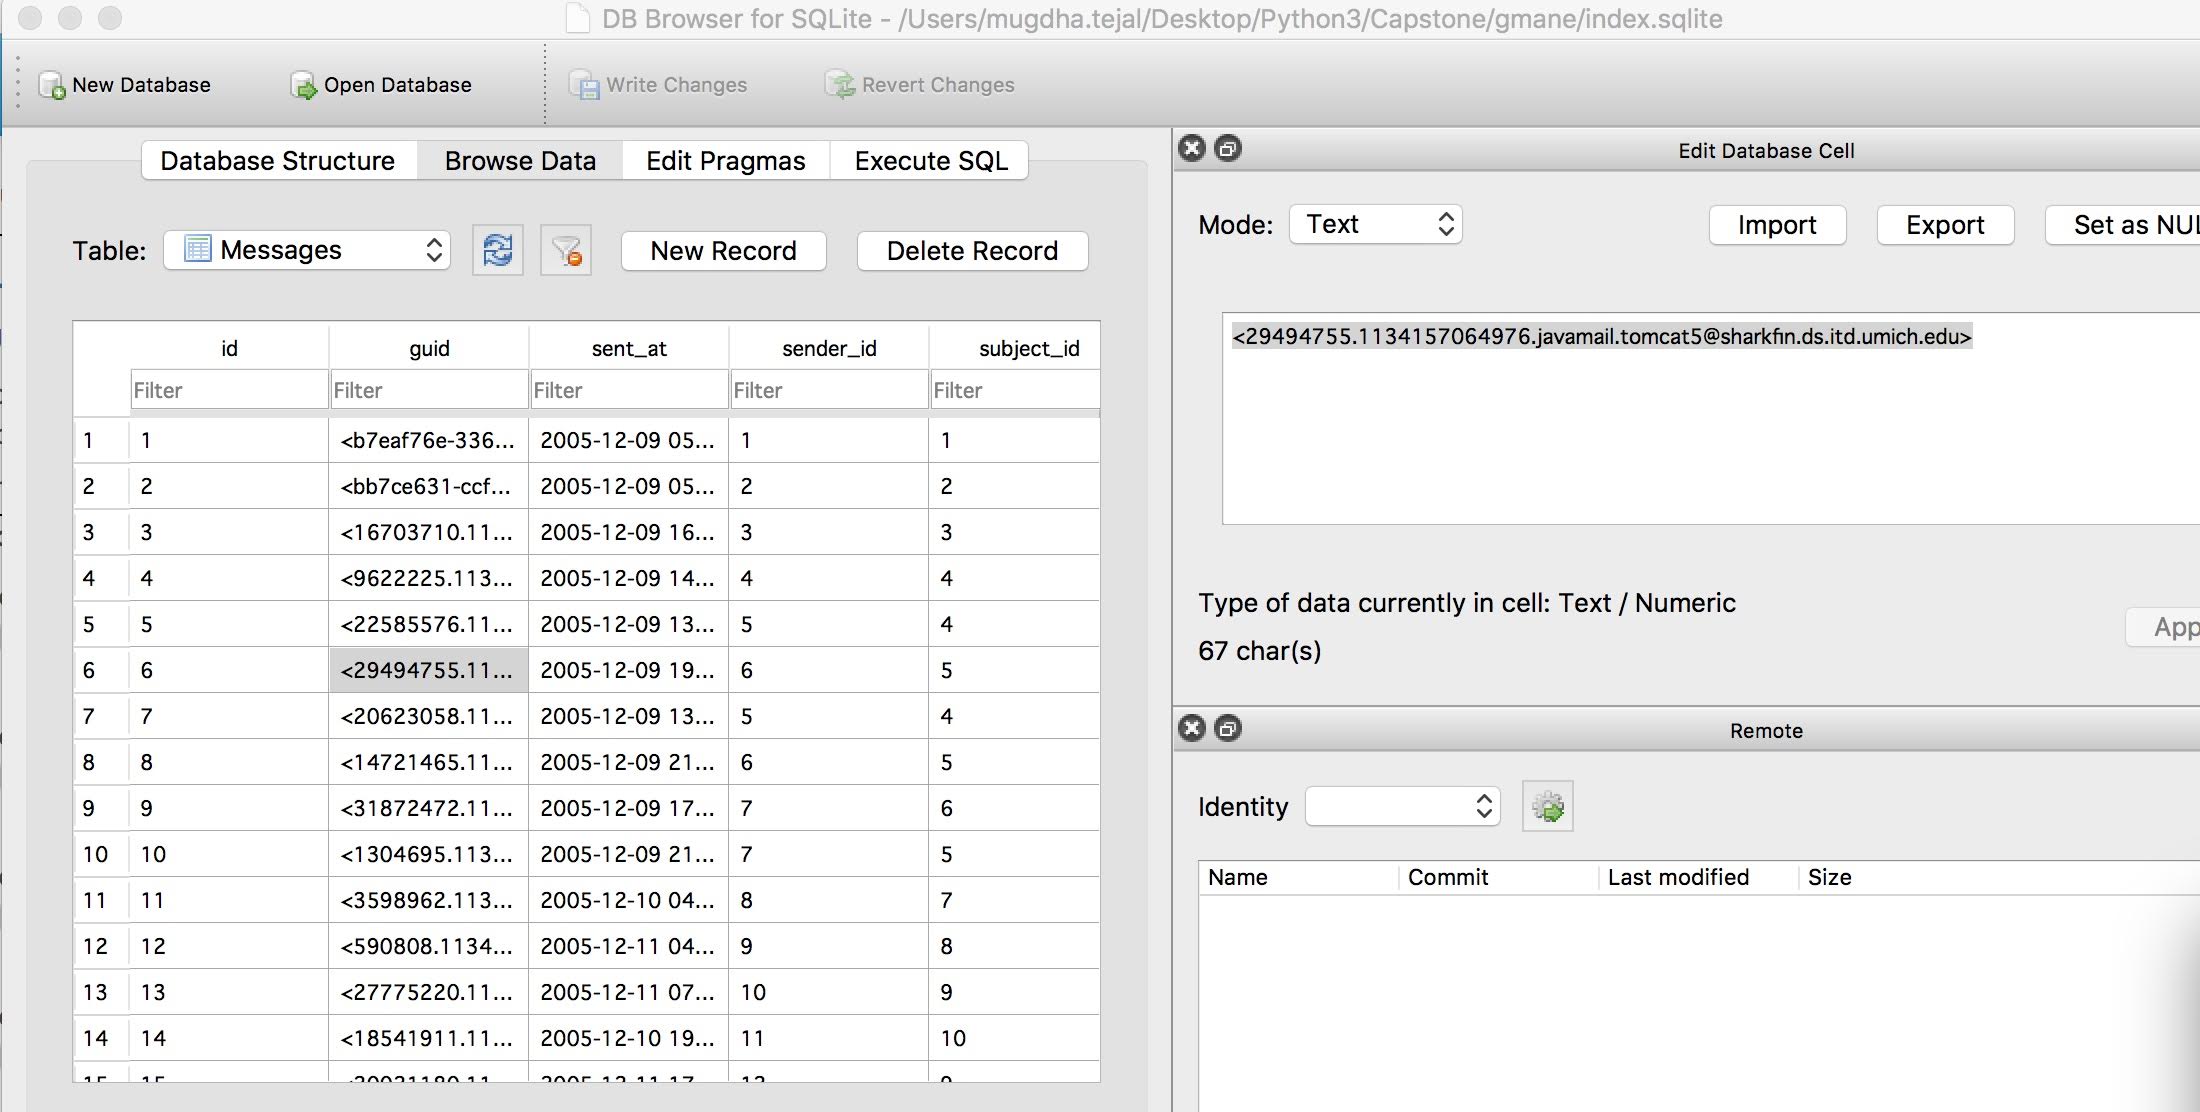 DB Browser for SQLite - /Users/mugdha.tejal/Desktop/Python3/Capstone/gmane/index.sqlite
New Database Open Database Write Changes Revert Changes
Database Structure Browse Data Edit Pragmas Execute SQL
Table: Messages New Record Delete Record
id guid sent_at sender_id subject_id
Filter Filter Filter Filter Filter
1 1 <b7eaf76e-336... 2005-12-09 05... 1 1
2 2 <bb7ce631-ccf... 2005-12-09 05... 2 2
3 3 <16703710.11... 2005-12-09 16... 3 3
4 4 <9622225.113... 2005-12-09 14... 4 4
5 5 <22585576.11... 2005-12-09 13... 5 4
6 6 <29494755.11... 2005-12-09 19... 6 5
7 7 <20623058.11... 2005-12-09 13... 5 4
8 8 <14721465.11... 2005-12-09 21... 6 5
9 9 <31872472.11... 2005-12-09 17... 7 6
10 10 <1304695.113... 2005-12-09 21... 7 5
11 11 <3598962.113... 2005-12-10 04... 8 7
12 12 <590808.1134... 2005-12-11 04... 9 8
13 13 <27775220.11... 2005-12-11 07... 10 9
14 14 <18541911.11... 2005-12-10 19... 11 10
Edit Database Cell
Mode: Text Import Export Set as NUL
<29494755.1134157064976.javamail.tomcat5@sharkfin.ds.itd.umich.edu>
Type of data currently in cell: Text / Numeric
App
67 char(s)
Remote
Identity
Name Commit Last modified Size